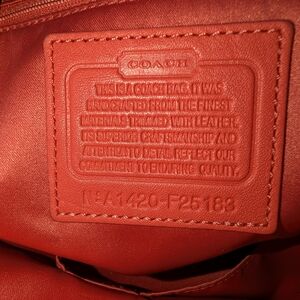 COACH
THIS IS A COACH BAG. IT WAS
HANDCRAFTED FROM THE FINEST
MATERIALS TRIMMED WITH LEATHER.
ITS SUPERIOR CRAFTSMANSHIP AND
ATTENTION TO DETAIL REFLECT OUR
COMMITMENT TO ENDURING QUALITY.
No A1420-F25183